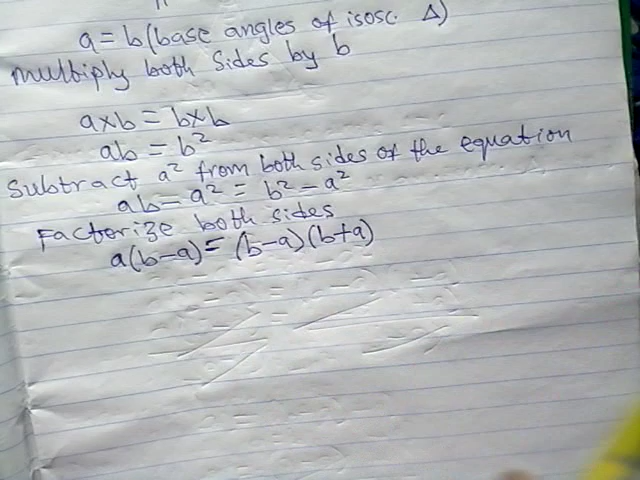 a = b (base angles of isosc. Δ)
multiply both sides by b
a×b = b×b
ab = b²
Subtract a² from both sides of the equation
ab - a² = b² - a²
Factorize both sides
a(b-a) = (b-a)(b+a)